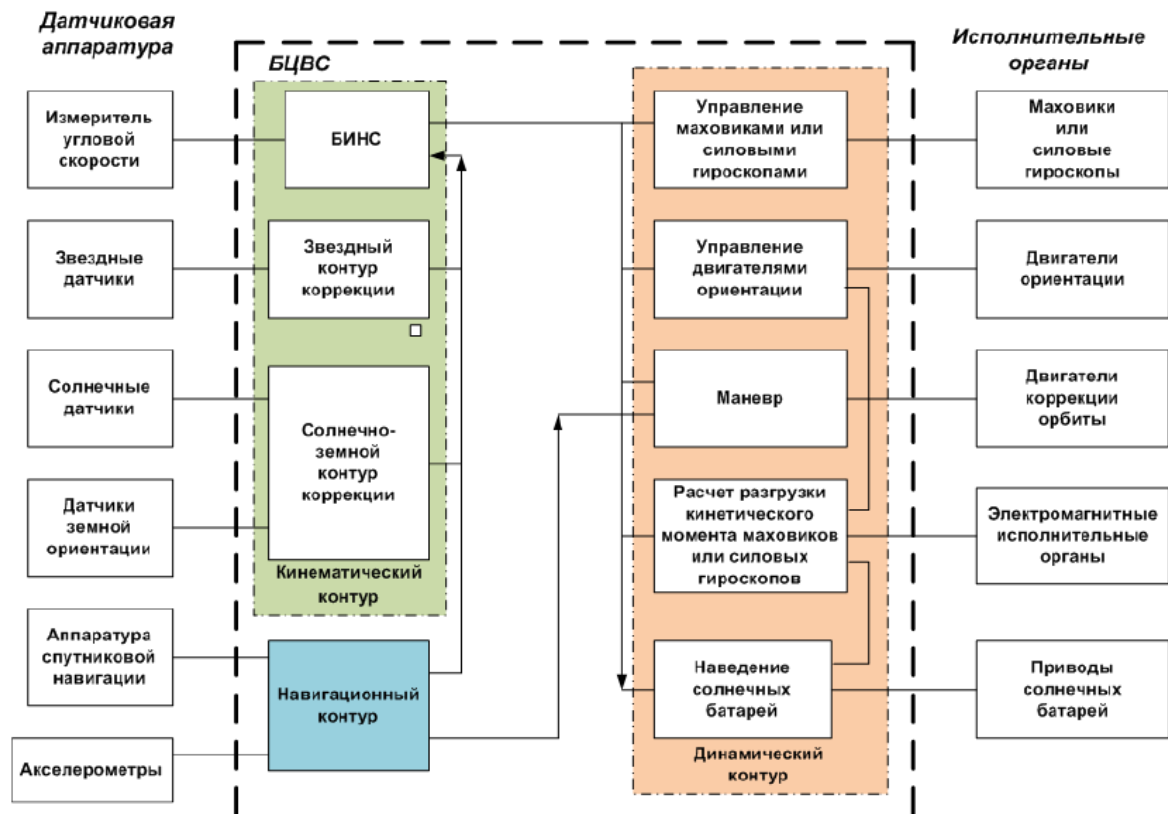 Датчиковая
аппаратура
БЦВС
Исполнительные
органы
Измеритель
угловой
скорости
БИНС
Управление
маховиками или
силовыми
гироскопами
Маховики
или
силовые
гироскопы
Звездные
датчики
Звездный
контур
коррекции
Управление
двигателями
ориентации
Двигатели
ориентации
Солнечные
датчики
Солнечно-
земной
контур
коррекции
Маневр
Двигатели
коррекции
орбиты
Датчики
земной
ориентации
Кинематический
контур
Расчет разгрузки
кинетического
момента маховиков
или силовых
гироскопов
Электромагнитные
исполнительные
органы
Аппаратура
спутниковой
навигации
Навигационный
контур
Наведение
солнечных
батарей
Приводы
солнечных
батарей
Акселерометры
Динамический
контур